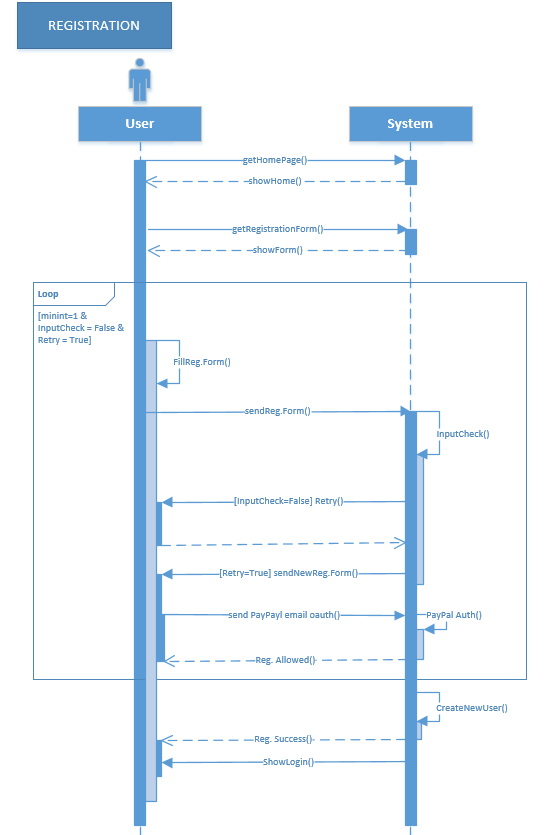 REGISTRATION
User
System
getHomePage()
showHome()
getRegistrationForm()
showForm()
Loop
[minint=1 &
InputCheck = False &
Retry = True]
FillReg.Form()
sendReg.Form()
InputCheck()
[InputCheck=False] Retry()
[Retry=True] sendNewReg.Form()
send PayPayl email oauth()
PayPal Auth()
Reg. Allowed()
CreateNewUser()
Reg. Success()
ShowLogin()